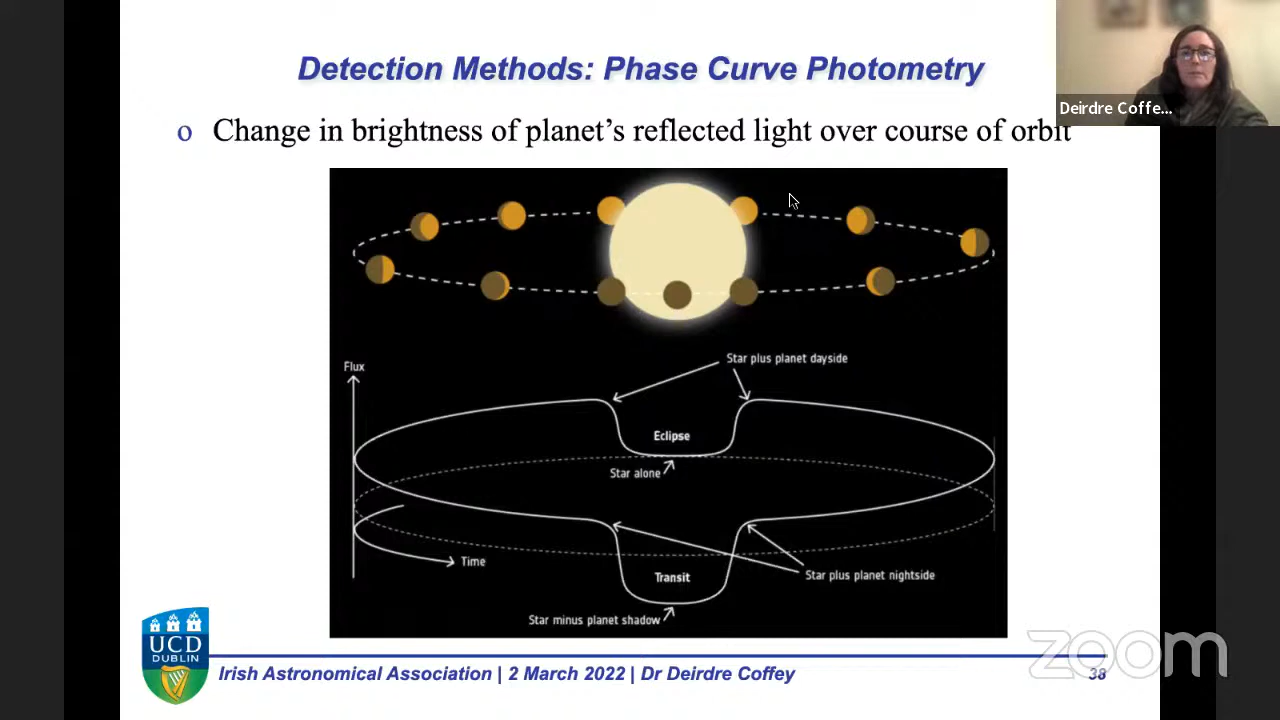 Detection Methods: Phase Curve Photometry
Deirdre Coffe...
o Change in brightness of planet's reflected light over course of orbit
Flux
Star plus planet dayside
Eclipse
Star alone
Time
Transit
Star plus planet nightside
Star minus planet shadow
UCD
DUBLIN
Irish Astronomical Association | 2 March 2022 | Dr Deirdre Coffey
38
zoom